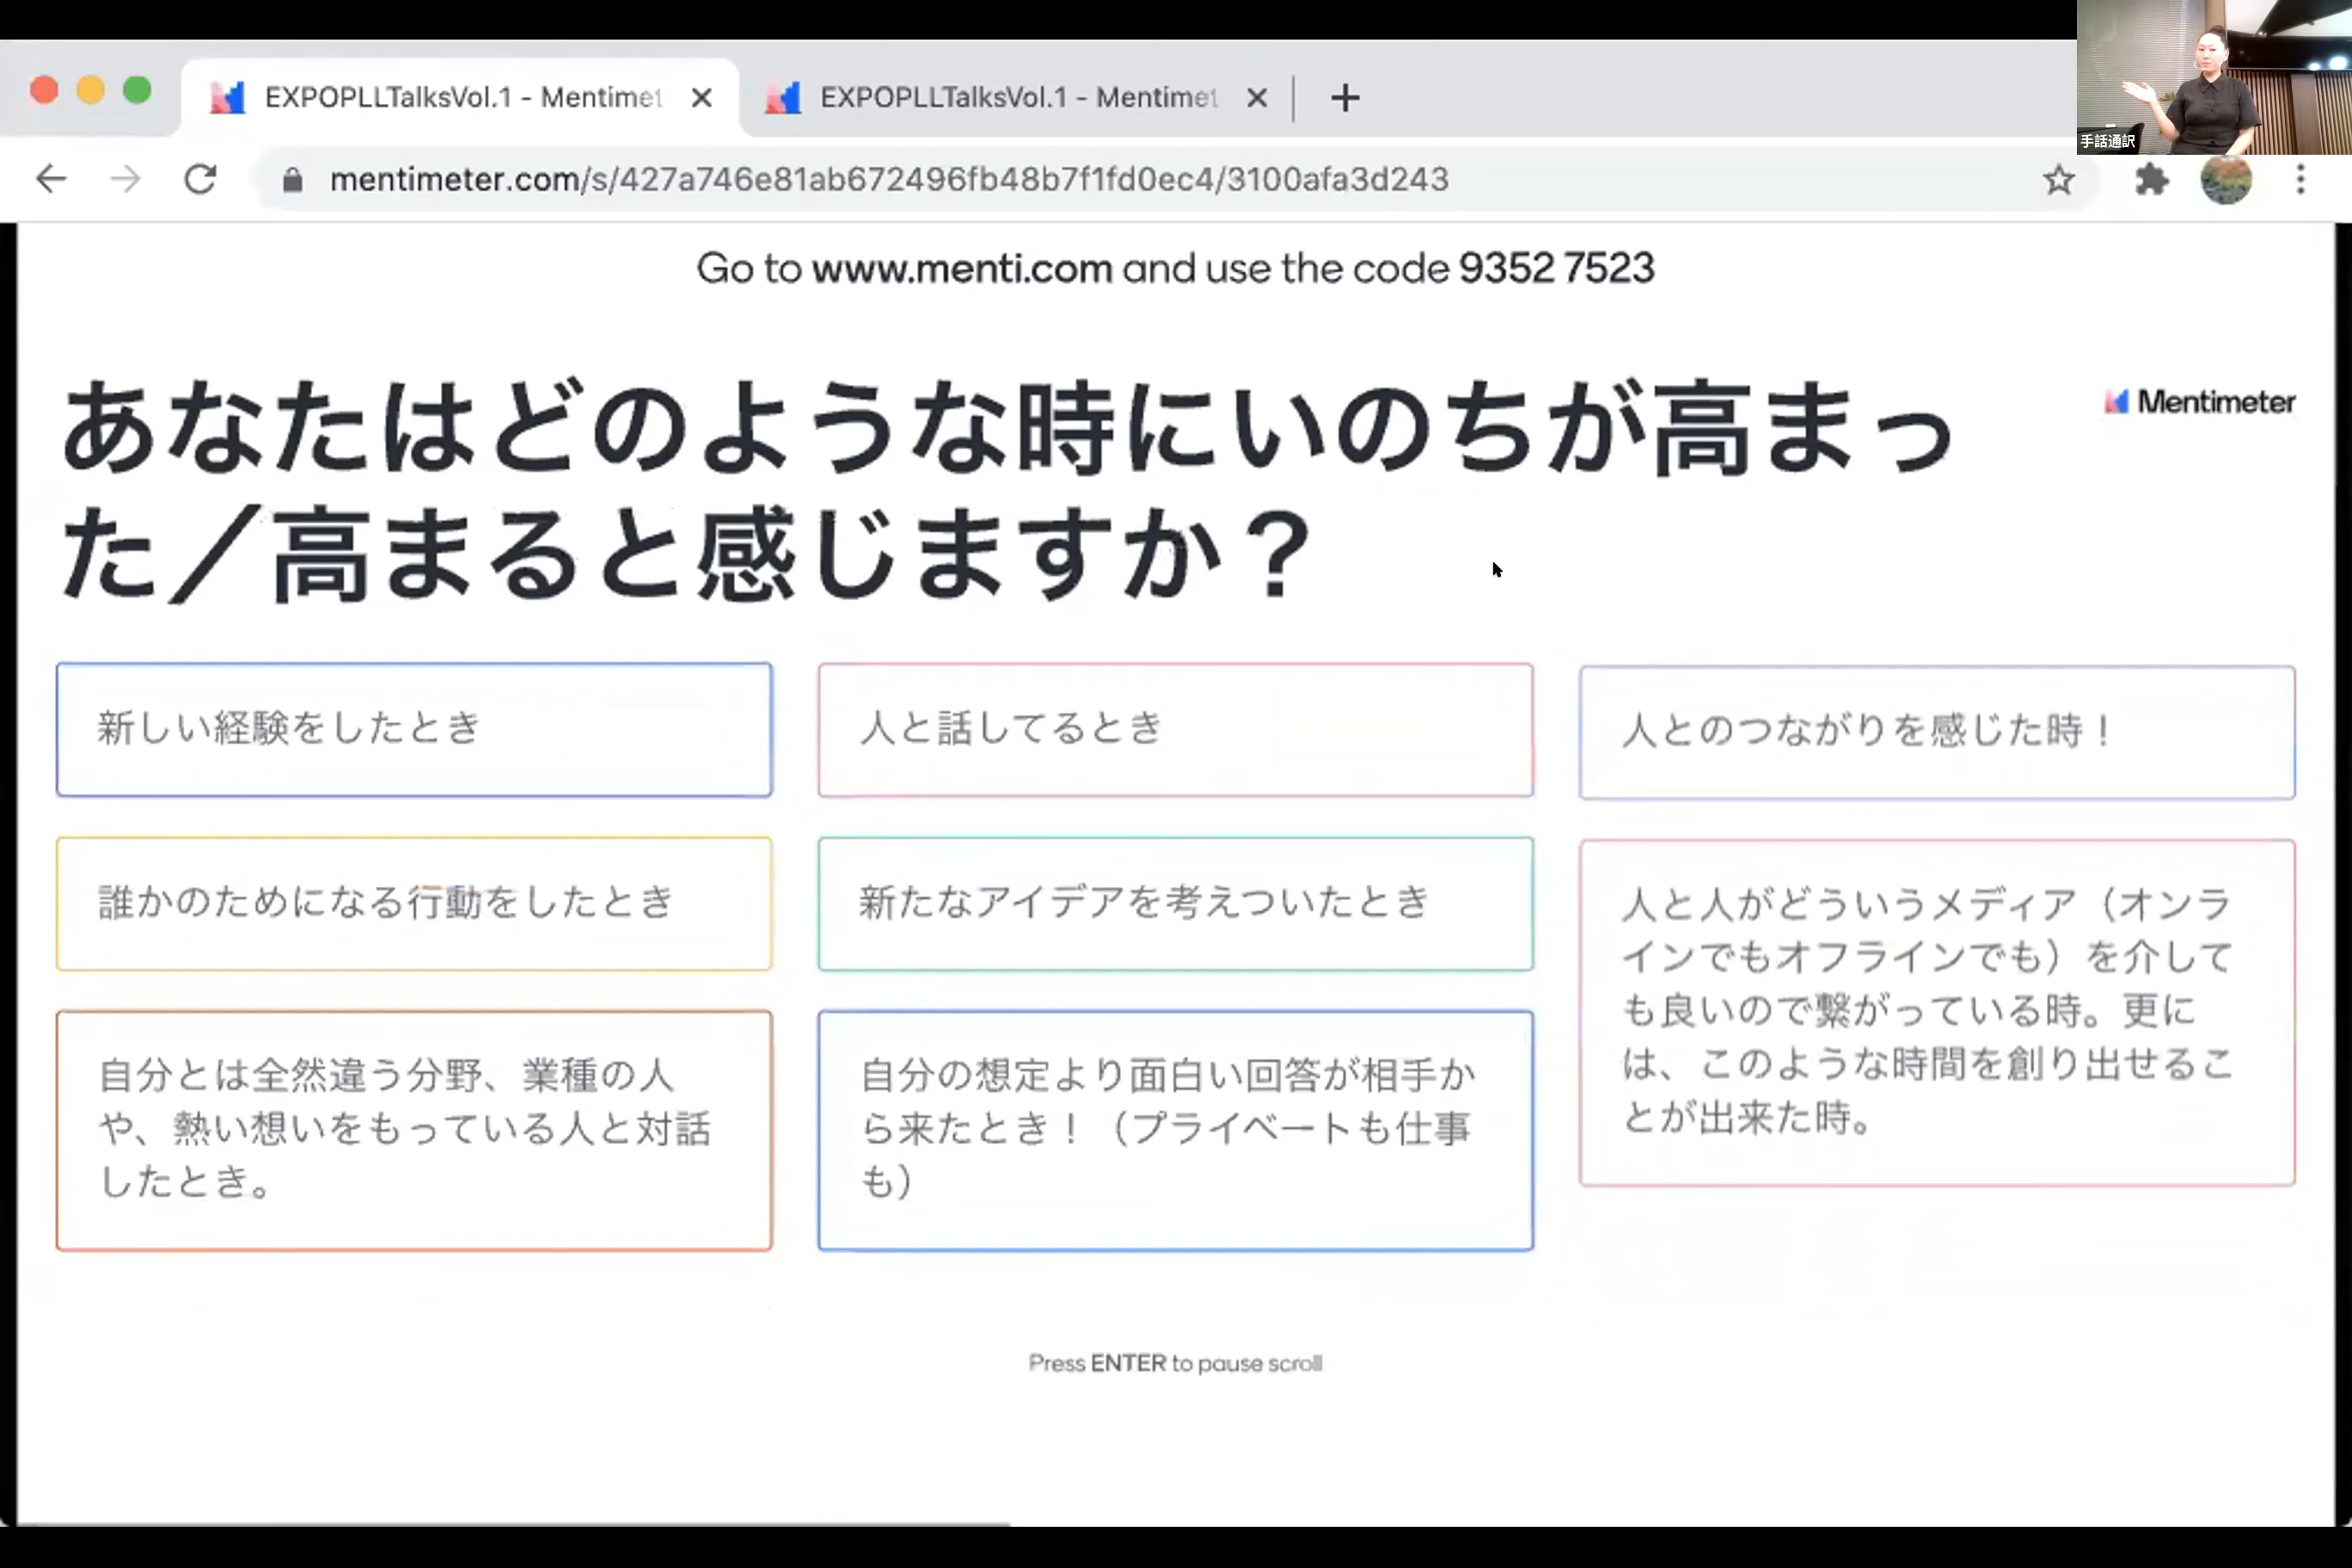 EXPOPLLTalksVol.1 - Mentimet
EXPOPLLTalksVol.1 - Mentimet
mentimeter.com/s/427a746e81ab672496fb48b7f1fd0ec4/3100afa3d243
手話通訳
Go to www.menti.com and use the code 9352 7523
あなたはどのような時にいのちが高まっ
た／高まると感じますか？
Mentimeter
新しい経験をしたとき
人と話してるとき
人とのつながりを感じた時！
誰かのためになる行動をしたとき
新たなアイデアを考えついたとき
人と人がどういうメディア（オンラ
インでもオフラインでも）を介して
も良いので繋がっている時。更に
は、このような時間を創り出せるこ
とが出来た時。
自分とは全然違う分野、業種の人
や、熱い想いをもっている人と対話
したとき。
自分の想定より面白い回答が相手か
ら来たとき！（プライベートも仕事
も）
Press ENTER to pause scroll